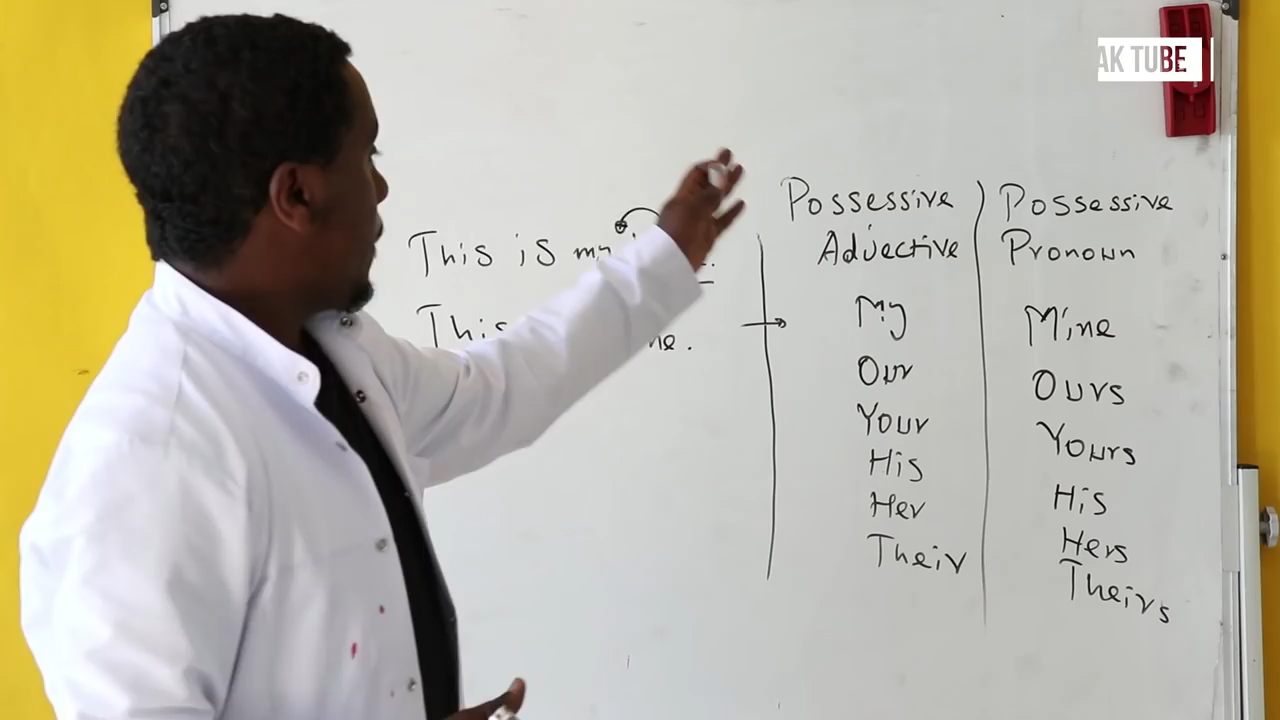 AK TUBE
This is my
This
Possessive Adjective
My
Our
Your
His
Her
Their
Possessive Pronoun
Mine
Ours
Yours
His
Hers
Theirs